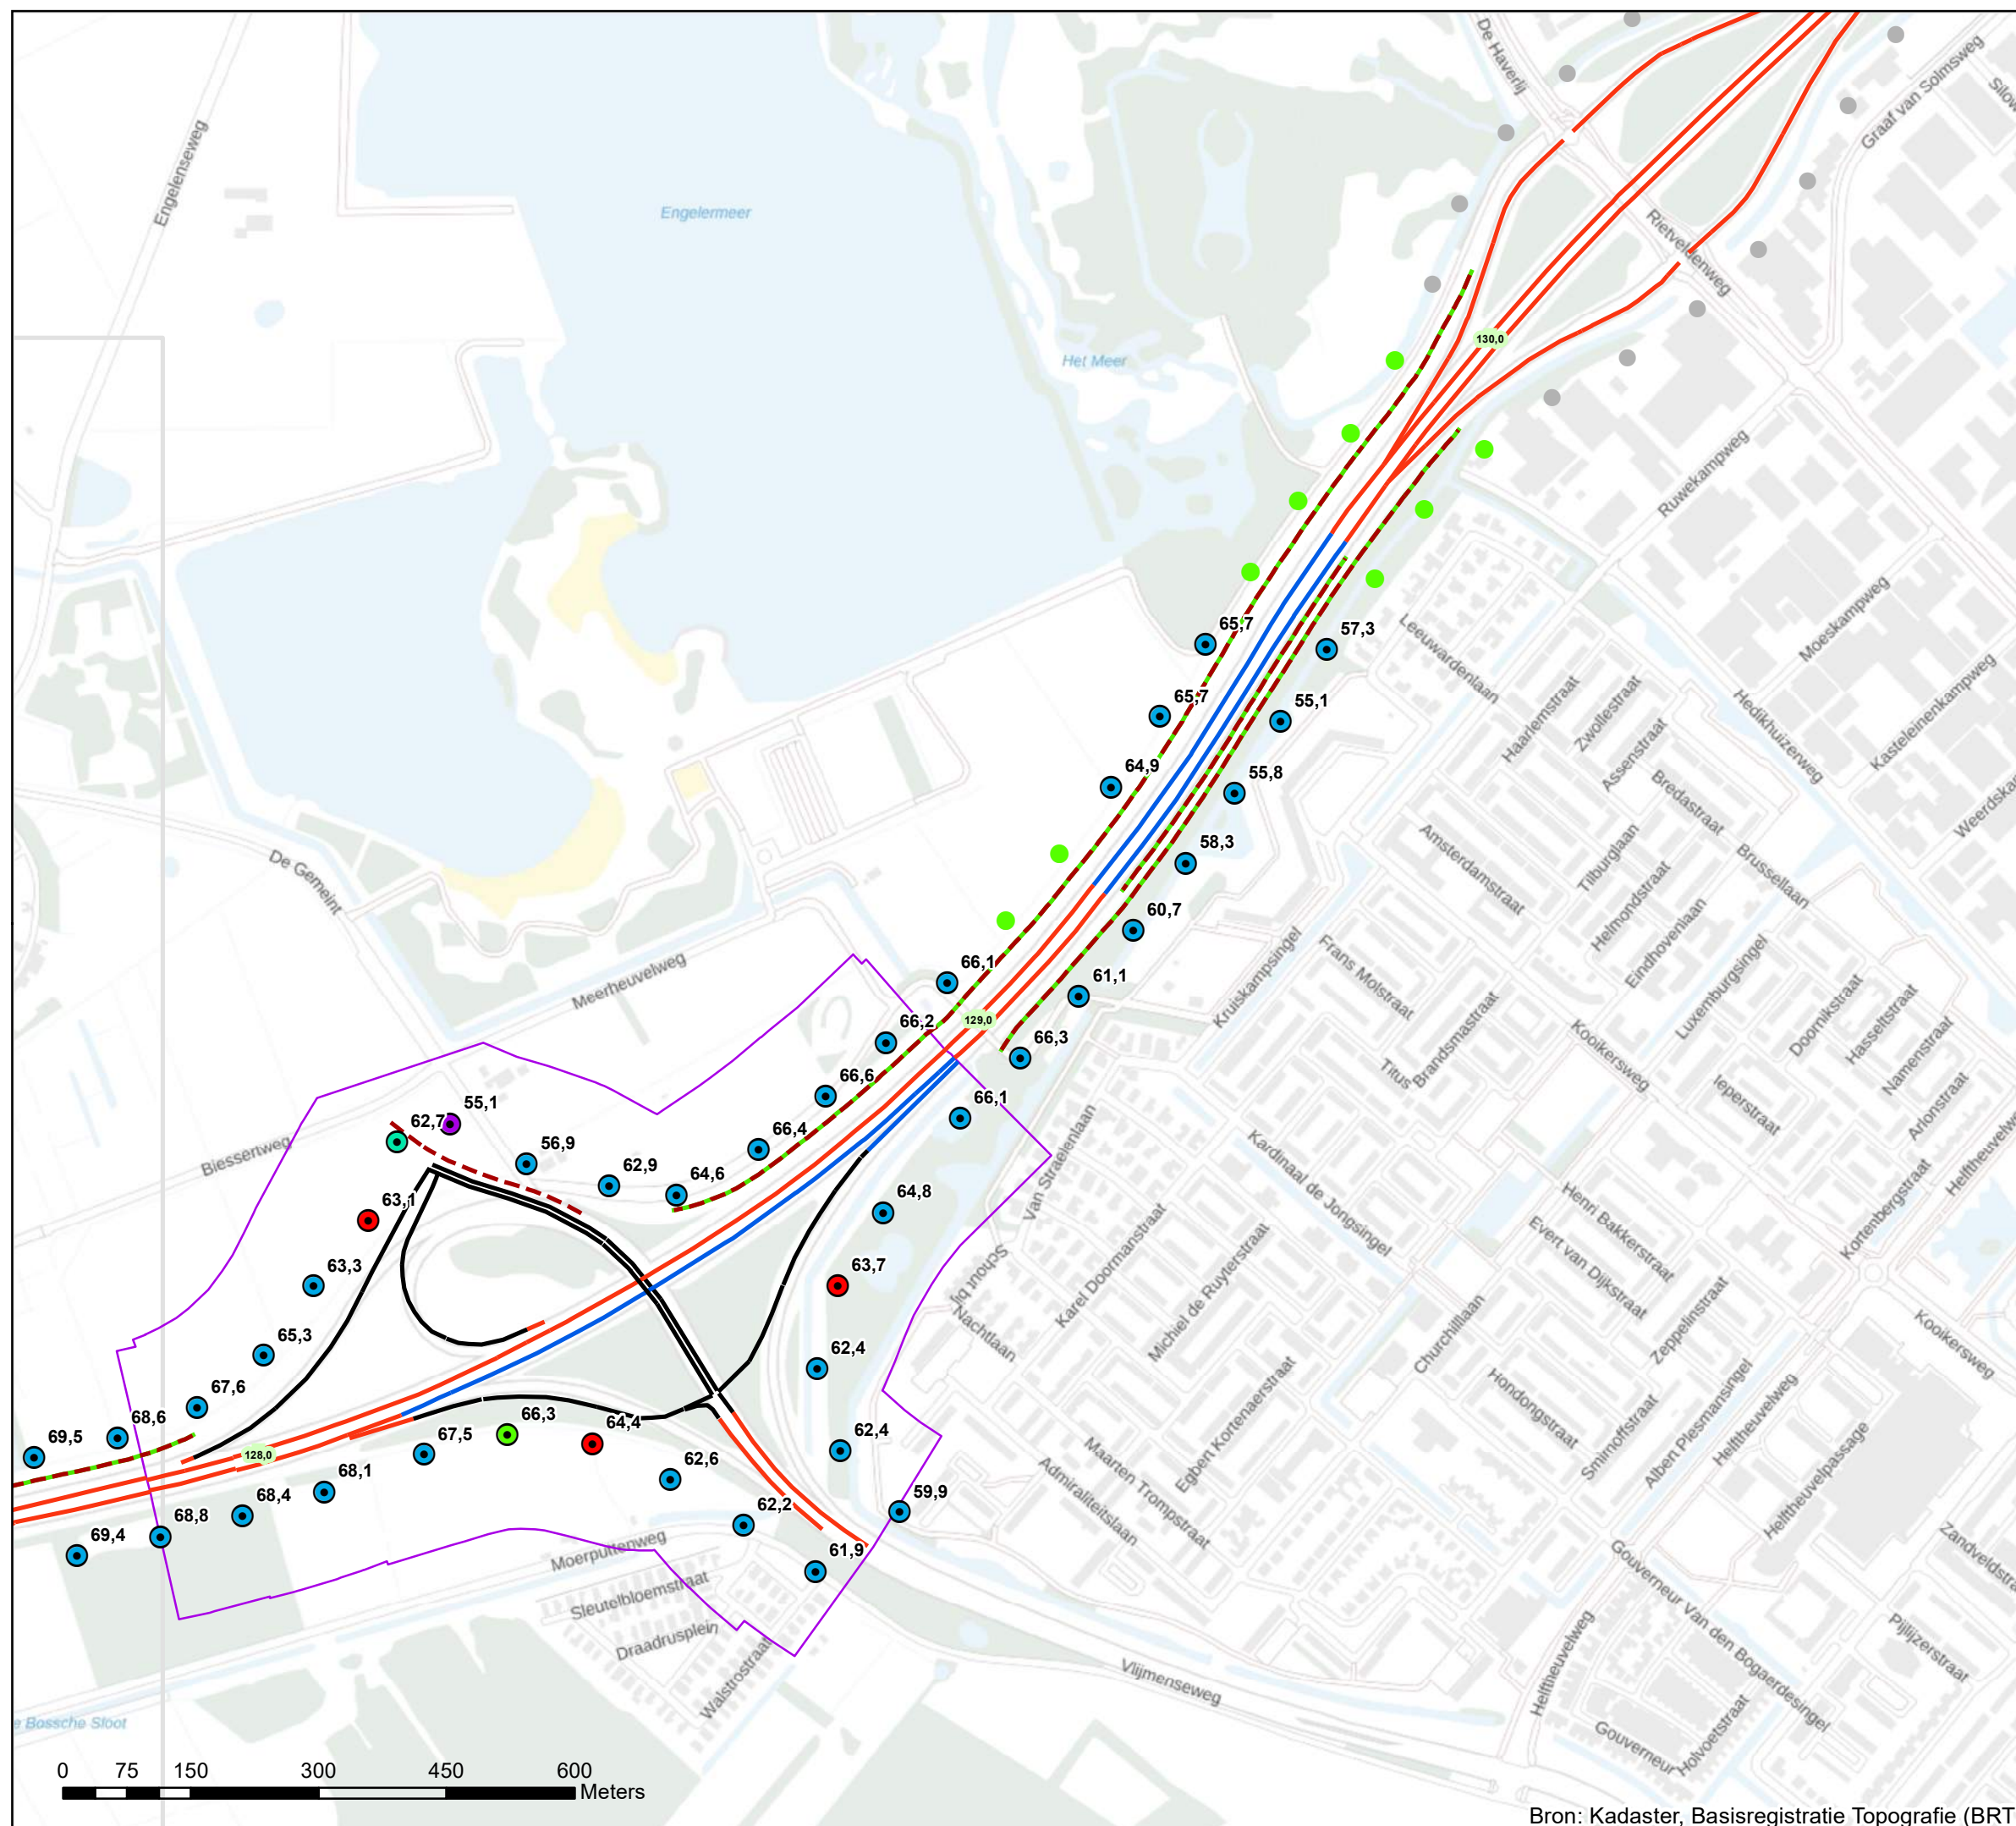 De Haverlij
Graaf van Solmsweg
Engelenseweg
Engelermeer
Rietveldenweg
130,0
Het Meer
Ruwekampweg
65,7
57,3
Leeuwardenlaan
Moeskampweg
65,7
55,1
Haarlemstraat
Zwollestraat
Assenstraat
Hedikhuizerweg
Kasteleinenkampweg
64,9
55,8
Bredastraat
58,3
Amsterdamstraat
Tilburglaan
Brussellaan
De Gemeint
Helmondstraat
Eindhovenlaan
60,7
Meerheuvelweg
66,1
61,1
Kruiskampsingel
Frans Molstraat
Luxemburgsingel
Doornikstraat
Hasseltstraat
Namenstraat
129,0
66,2
66,3
Titus Brandsmastraat
Kooikersweg
Ieperstraat
Arlonstraat
66,6
66,1
55,1
62,7
66,4
Biessertweg
56,9
62,9
64,6
Van Straelenlaan
Kardinaal de Jongsingel
Henri Bakkerstraat
Kortenbergstraat
63,1
64,8
Karel Doormanstraat
Michiel de Ruyterstraat
Evert van Dijkstraat
63,3
63,7
Schout bij Nachtlaan
Churchilllaan
Zeppelinstraat
Kooikersweg
65,3
62,4
67,6
Egbert Kortenaerstraat
Hondongstraat
Albert Plesmansingel
Helftheuvelweg
Helftheuvelpassage
68,6
66,3
64,4
69,5
67,5
62,4
128,0
Maarten Trompstraat
Admiraliteitslaan
62,6
68,1
68,4
68,8
59,9
62,2
69,4
61,9
Moerputtenweg
Sleutelbloemstraat
Draadrusplein
Walstrostraat
Vlijmenseweg
Helftheuvelweg
Gouverneur Van den Bogaerdesingel
Pijlijzerstraat
Holvoetstraat
Gouverneur
e Bossche Sloot
0 75 150 300 450 600
Meters
Bron: Kadaster, Basisregistratie Topografie (BRT